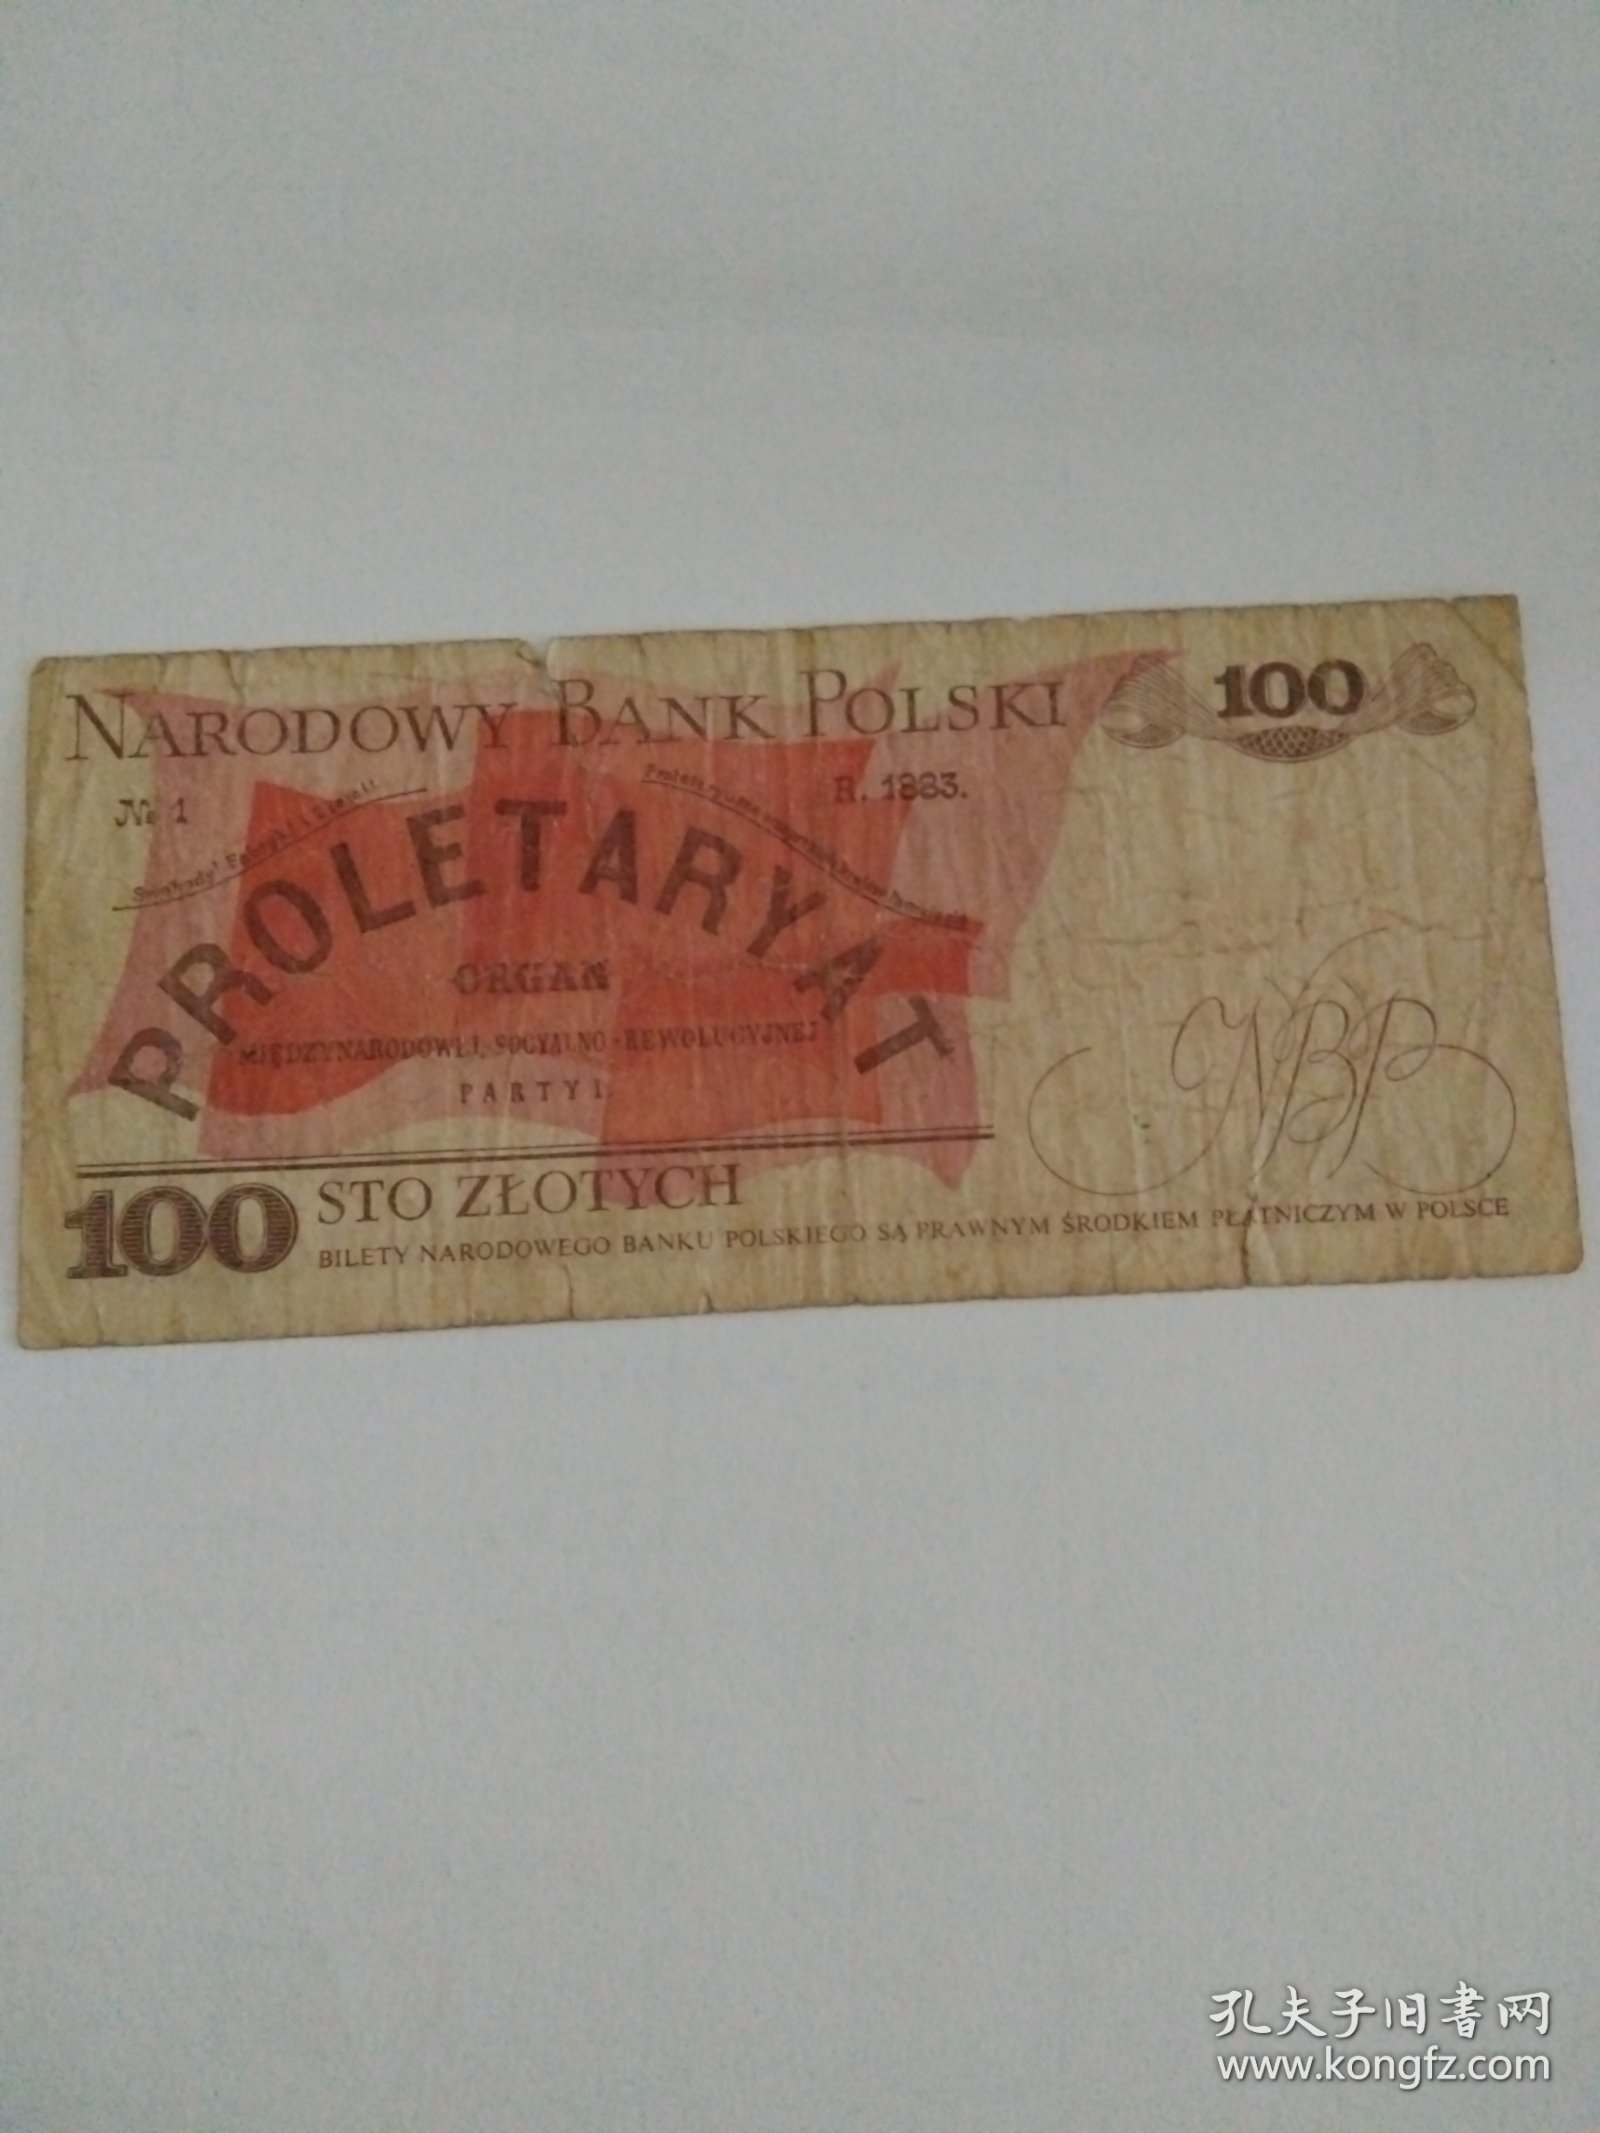 NARODOWY BANK POLSKI
100
№ 1
R. 1883.
PROLETARYAT
ORGAN
MIĘDZYNARODOWEJ, SOCYALNO-REWOLUCYJNEJ
PARTYI
NBP
100 STO ZŁOTYCH
BILETY NARODOWEGO BANKU POLSKIEGO SĄ PRAWNYM ŚRODKIEM PŁATNICZYM W POLSCE
孔夫子旧书网
www.kongfz.com